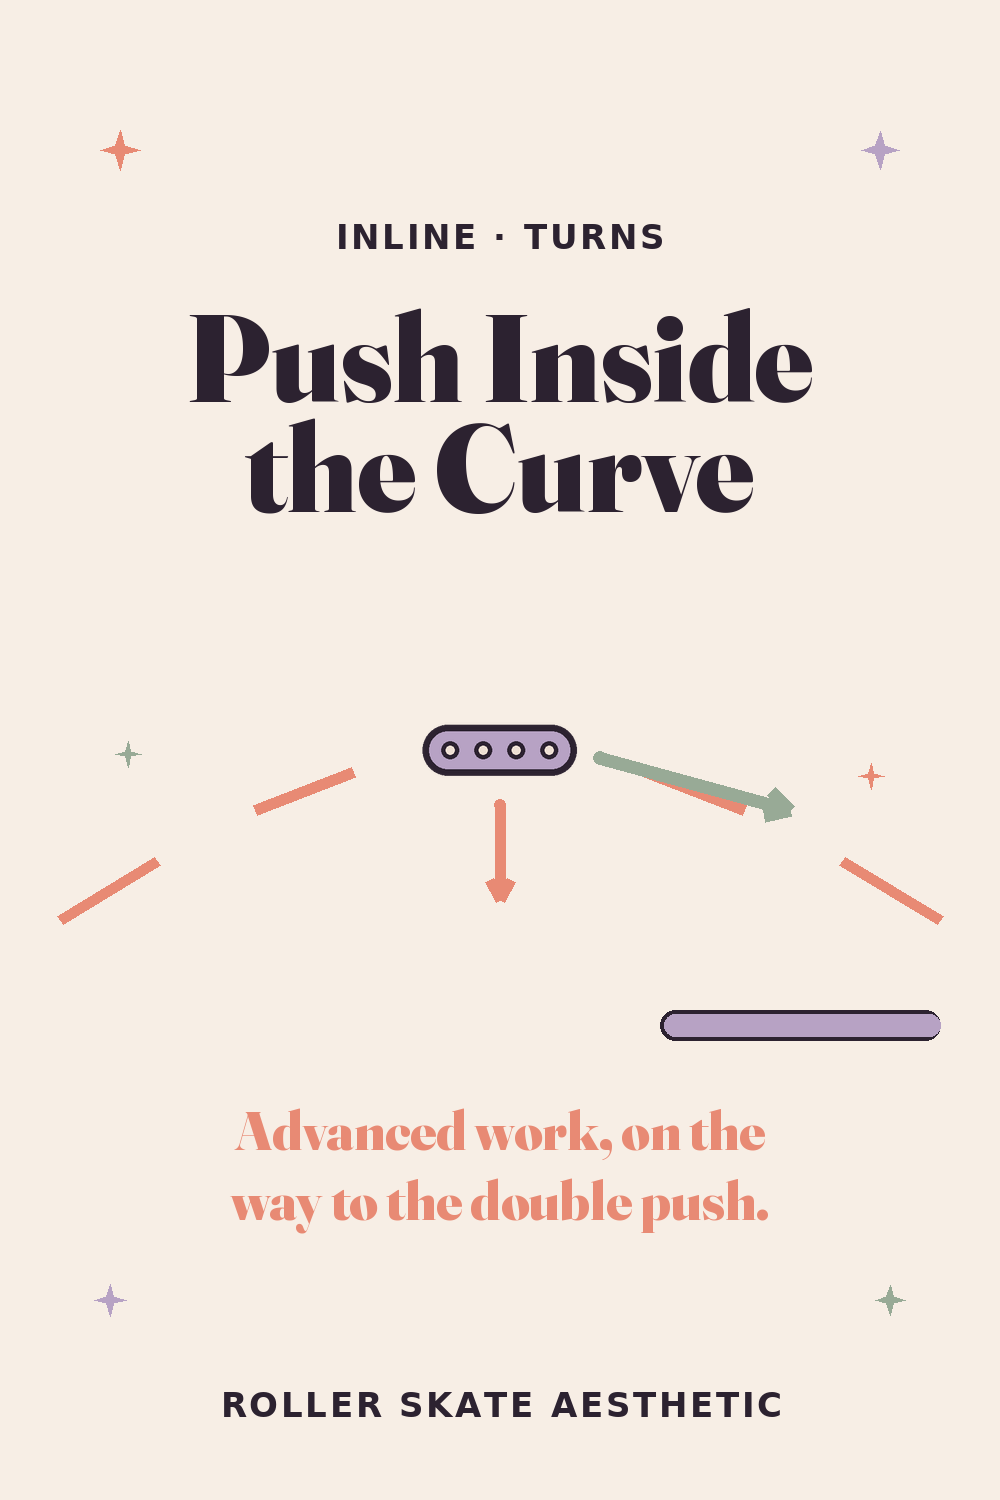 INLINE · TURNS
Push Inside
the Curve
Advanced work, on the
way to the double push.
ROLLER SKATE AESTHETIC